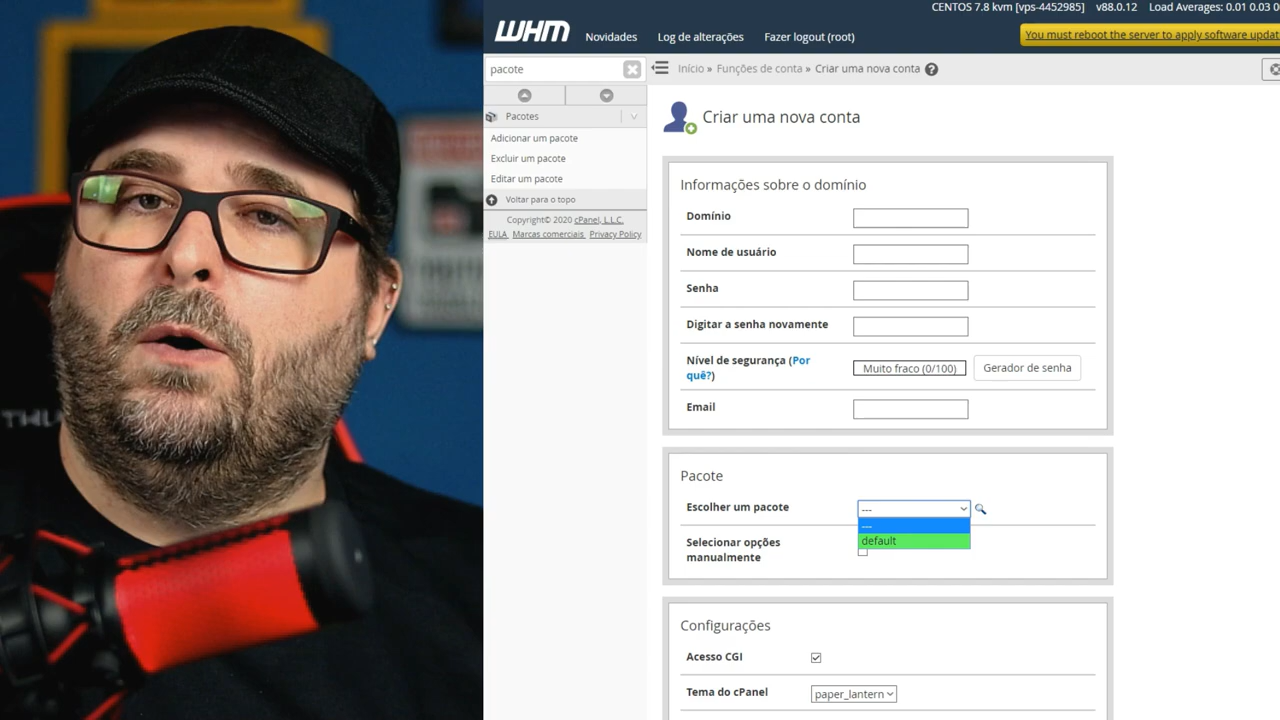 CENTOS 7.8 kvm [vps-4452985] v88.0.12 Load Averages: 0.01 0.03
WHM Novidades Log de alterações Fazer logout (root)
You must reboot the server to apply software updat
pacote
Início » Funções de conta » Criar uma nova conta
Pacotes
Adicionar um pacote
Excluir um pacote
Editar um pacote
Voltar para o topo
Copyright© 2020 cPanel, L.L.C.
EULA Marcas comerciais Privacy Policy
Criar uma nova conta
Informações sobre o domínio
Domínio
Nome de usuário
Senha
Digitar a senha novamente
Nível de segurança (Por
quê?)
Muito fraco (0/100)
Gerador de senha
Email
Pacote
Escolher um pacote
---
---
default
Selecionar opções
manualmente
Configurações
Acesso CGI
Tema do cPanel
paper_lantern